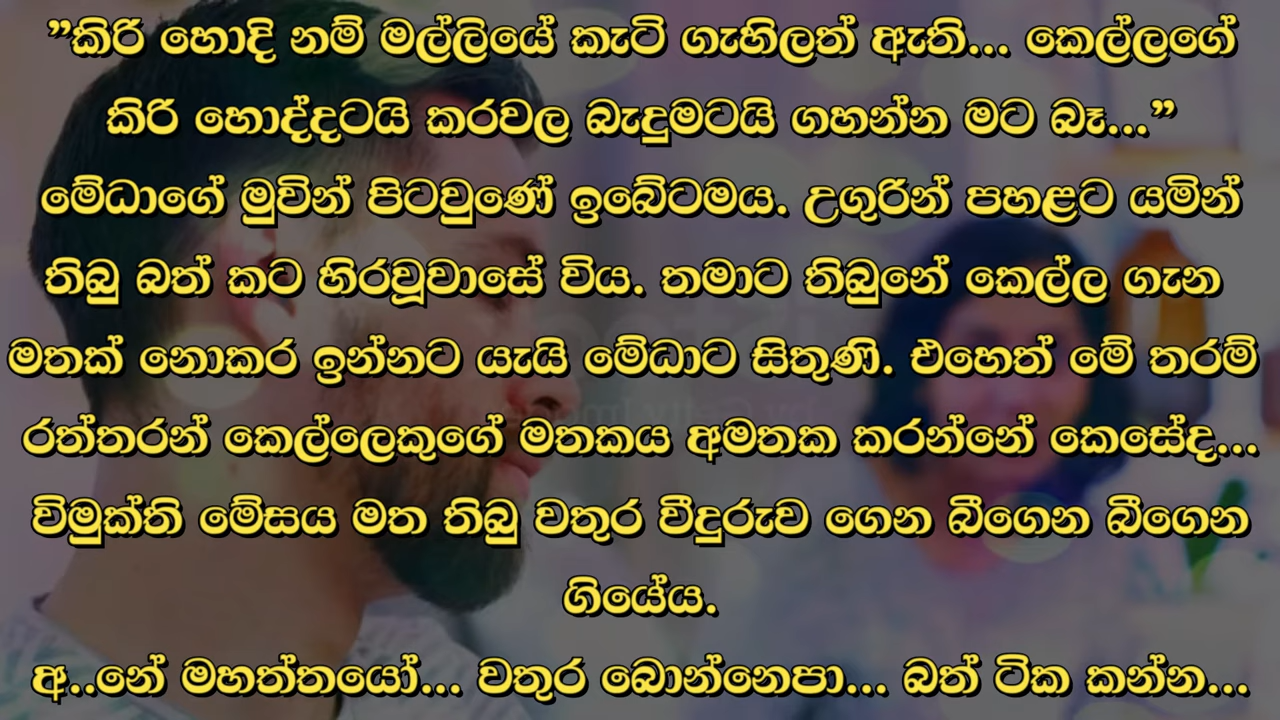 ”කිරි හොදි නම් මල්ලියේ කැටි ගැහිලත් ඇති... කෙල්ලගේ
කිරි හොද්දටයි කරවල බැදුමටයි ගහන්න මට බෑ...”
මේධාගේ මුවින් පිටවුණේ ඉබේටමය. උගුරින් පහළට යමින්
තිබු බත් කට හිරවූවාසේ විය. තමාට තිබුනේ කෙල්ල ගැන
මතක් නොකර ඉන්නට යැයි මේධාට සිතුණි. එහෙත් මේ තරම්
රත්තරන් කෙල්ලෙකුගේ මතකය අමතක කරන්නේ කෙසේද...
විමුක්ති මේසය මත තිබු වතුර වීදුරුව ගෙන බීගෙන බීගෙන
ගියේය.
අ..නේ මහත්තයෝ... වතුර බොන්නෙපා... බත් ටික කන්න...